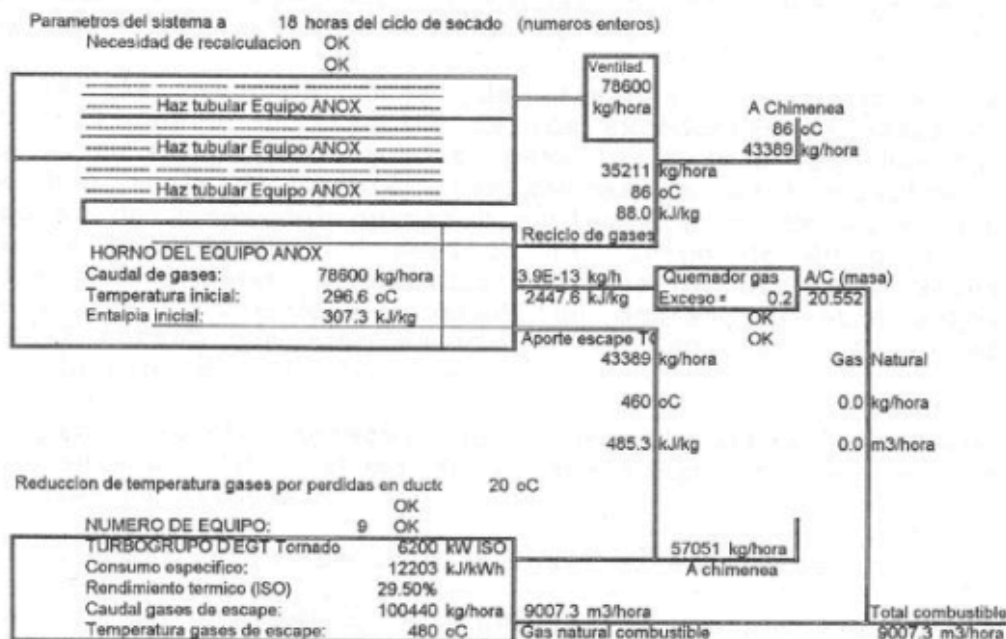 Parametros del sistema a 18 horas del ciclo de secado (numeros enteros)
Necesidad de recalculacion OK
OK
Ventilad.
78600
kg/hora
Haz tubular Equipo ANOX
Haz tubular Equipo ANOX
Haz tubular Equipo ANOX
A Chimenea
86 oC
43389 kg/hora
35211 kg/hora
86 oC
88.0 kJ/kg
Reciclo de gases
HORNO DEL EQUIPO ANOX
Caudal de gases: 78600 kg/hora
Temperatura inicial: 296.6 oC
Entalpia inicial: 307.3 kJ/kg
3.9E-13 kg/h
2447.6 kJ/kg
Quemador gas
Exceso = 0.2
OK
OK
A/C (masa)
20.552
Aporte escape TG
43389 kg/hora
460 oC
485.3 kJ/kg
Gas Natural
0.0 kg/hora
0.0 m3/hora
Reduccion de temperatura gases por perdidas en ducto 20 oC
OK
NUMERO DE EQUIPO: 9 OK
TURBOGRUPO D'EGT Tornado 6200 kW ISO
Consumo especifico: 12203 kJ/kWh
Rendimiento termico (ISO) 29.50%
Caudal gases de escape: 100440 kg/hora
Temperatura gases de escape: 480 oC
57051 kg/hora
A chimenea
9007.3 m3/hora
Gas natural combustible
Total combustible
9007.3 m3/hora